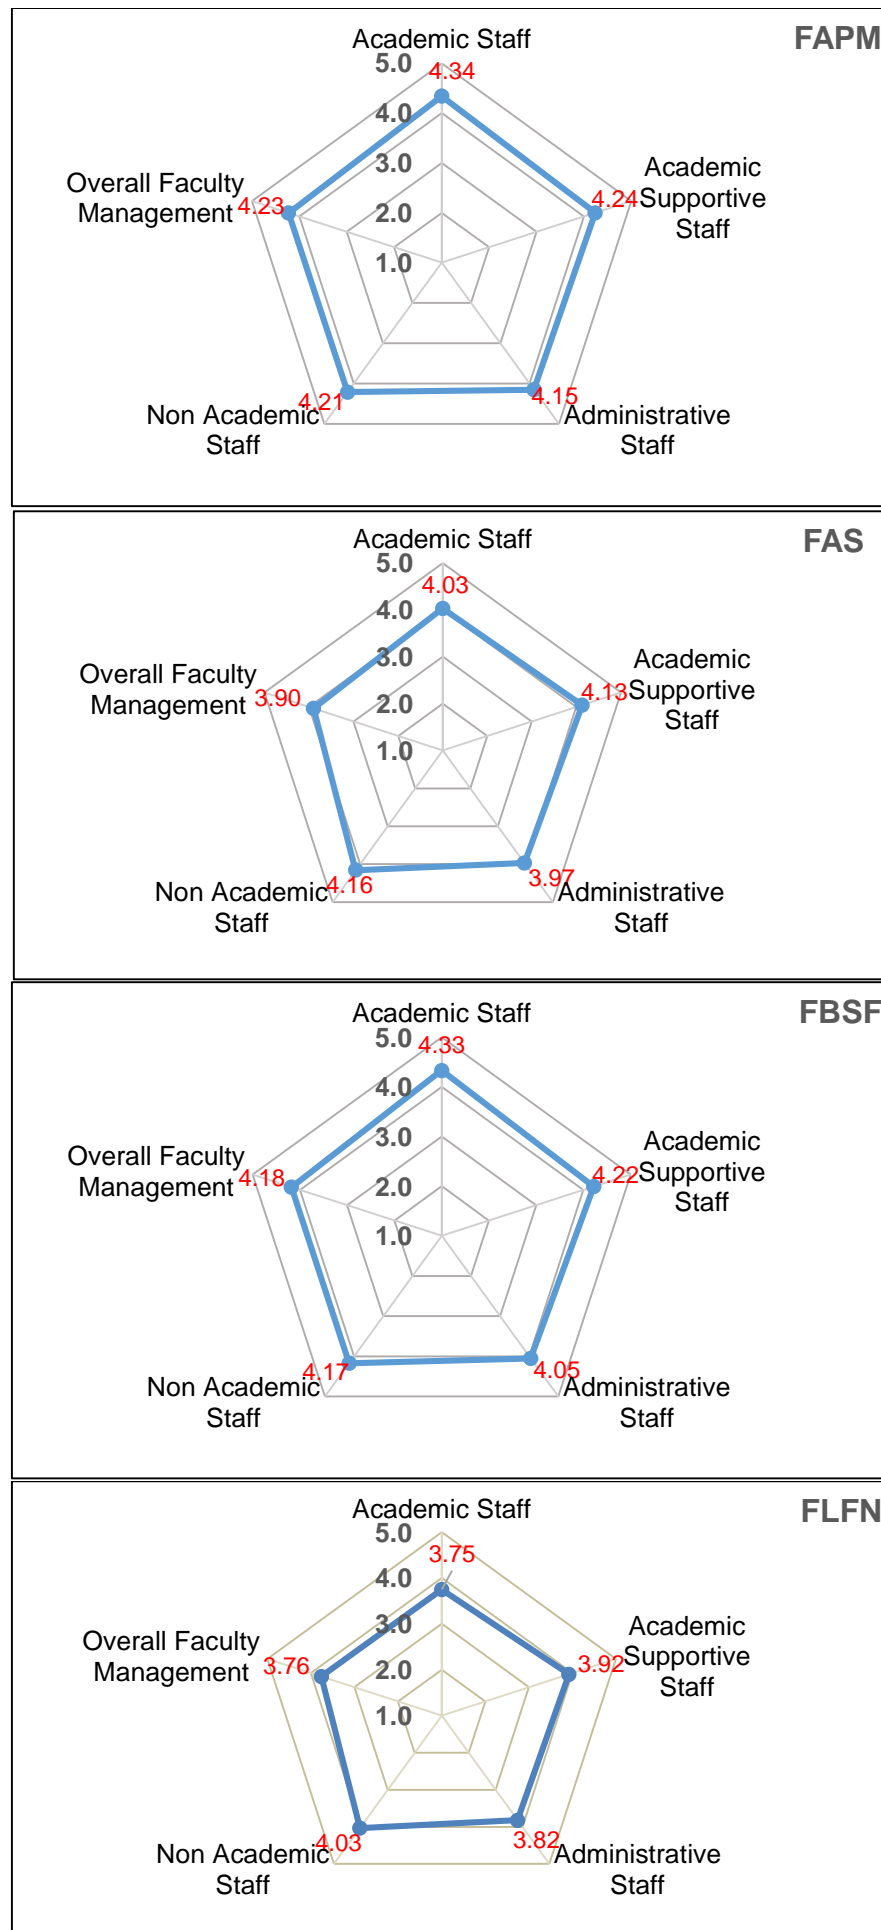 FAPM
Academic Staff
5.0
4.34
4.0
3.0
2.0
1.0
Academic
Supportive
Staff
4.24
Administrative
Staff
4.15
Non Academic
Staff
4.21
Overall Faculty
Management
4.23
FAS
Academic Staff
5.0
4.03
4.0
3.0
2.0
1.0
Academic
Supportive
Staff
4.13
Administrative
Staff
3.97
Non Academic
Staff
4.16
Overall Faculty
Management
3.90
FBSF
Academic Staff
5.0
4.33
4.0
3.0
2.0
1.0
Academic
Supportive
Staff
4.22
Administrative
Staff
4.05
Non Academic
Staff
4.17
Overall Faculty
Management
4.18
FLFN
Academic Staff
5.0
3.75
4.0
3.0
2.0
1.0
Academic
Supportive
Staff
3.92
Administrative
Staff
3.82
Non Academic
Staff
4.03
Overall Faculty
Management
3.76